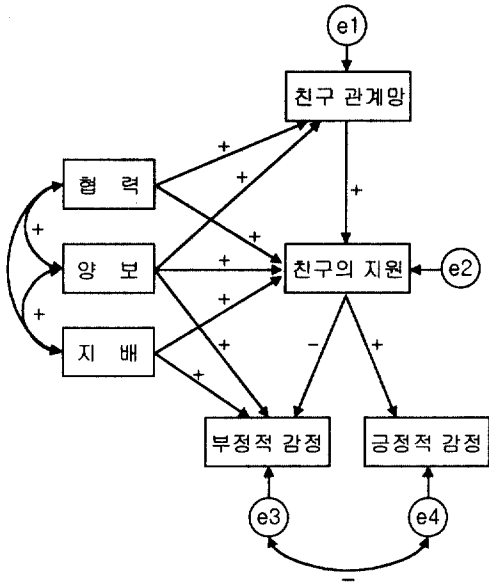 e1
친구 관계망
+
+
협 력
+
+
+
양 보
+
친구의 지원
e2
+
+
지 배
+
-
+
+
부정적 감정
긍정적 감정
e3
e4
-